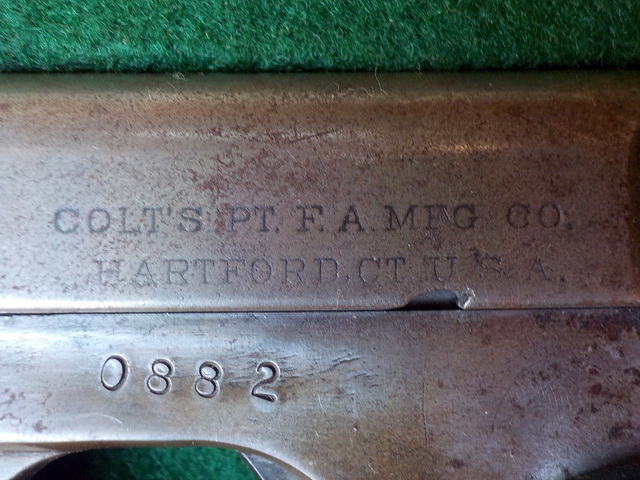 COLT'S PT. F. A. MFG CO.
HARTFORD, CT. U.S.A.
0882